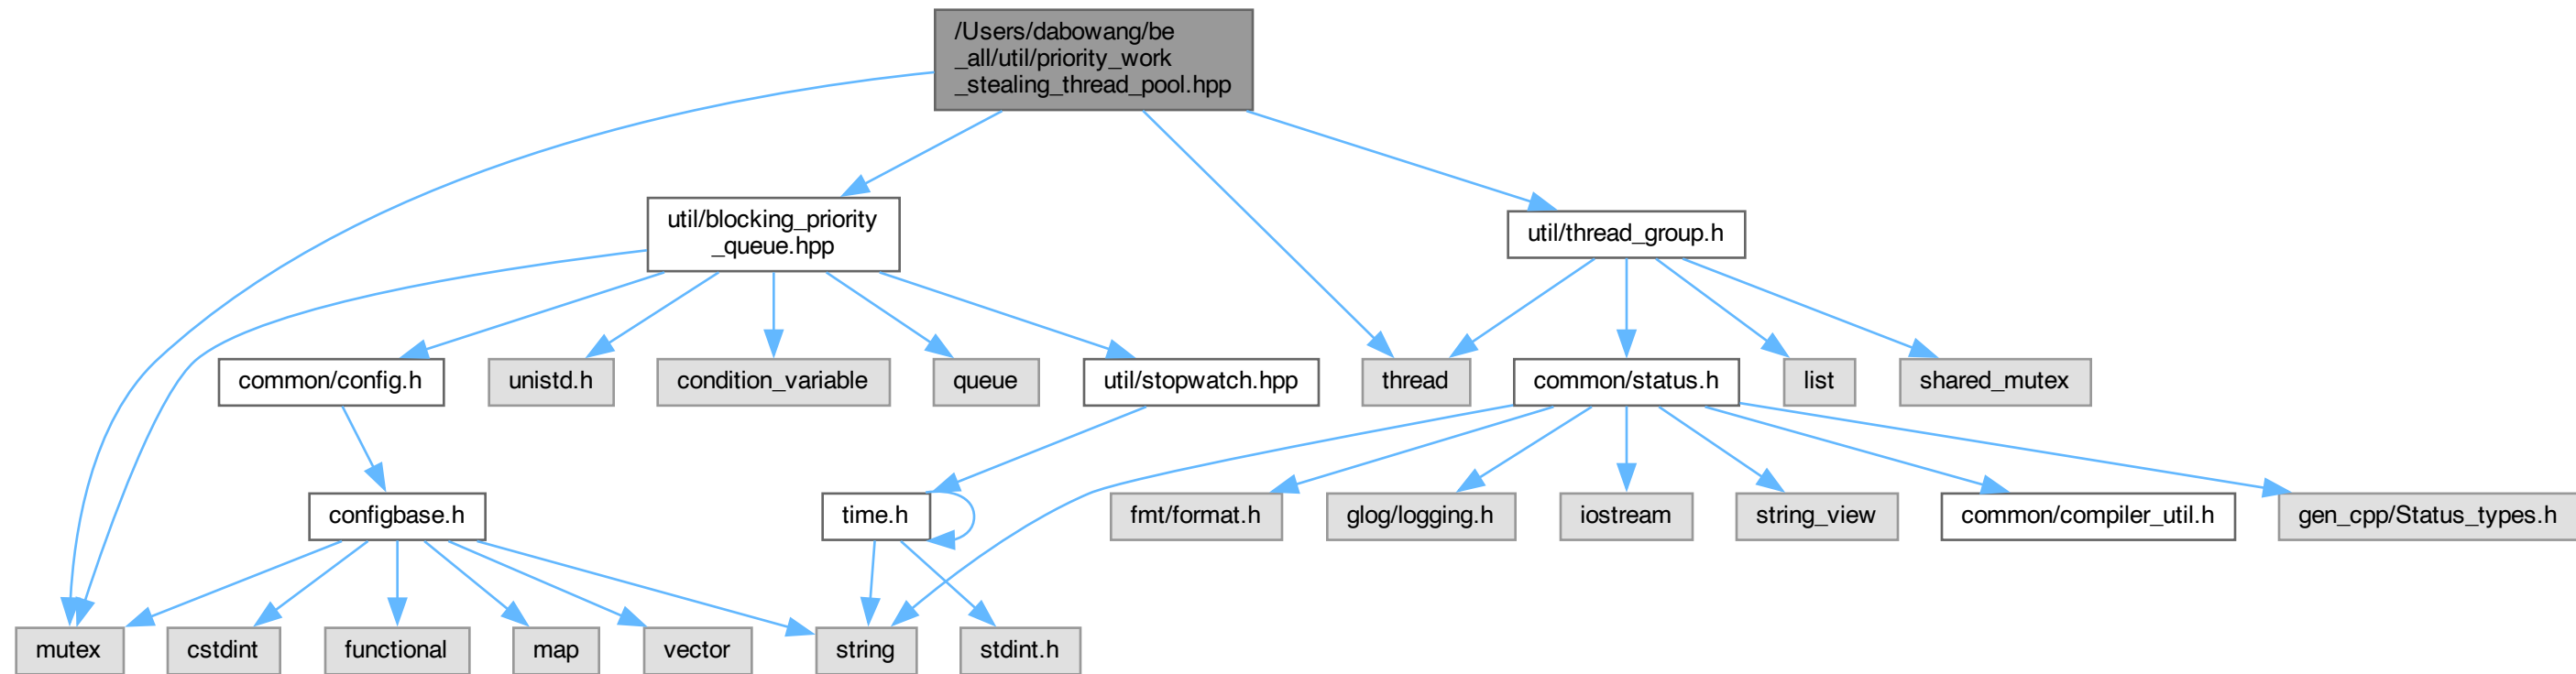 /Users/dabowang/be
_all/util/priority_work
_stealing_thread_pool.hpp
util/blocking_priority
_queue.hpp
util/thread_group.h
common/config.h
unistd.h
condition_variable
queue
util/stopwatch.hpp
thread
common/status.h
list
shared_mutex
configbase.h
time.h
fmt/format.h
glog/logging.h
iostream
string_view
common/compiler_util.h
gen_cpp/Status_types.h
mutex
cstdint
functional
map
vector
string
stdint.h